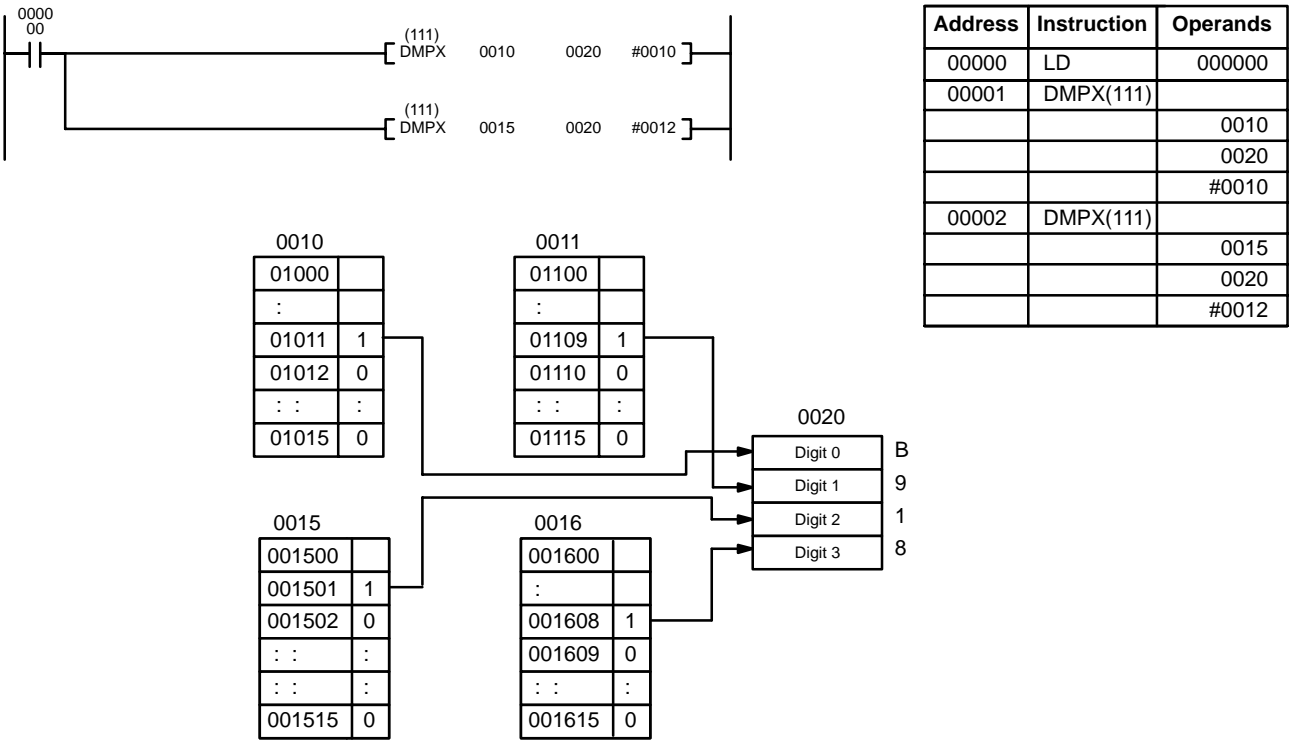 0000
00
(111)
DMPX 0010 0020 #0010
(111)
DMPX 0015 0020 #0012
Address Instruction Operands
00000 LD 000000
00001 DMPX(111)
0010
0020
#0010
00002 DMPX(111)
0015
0020
#0012
0010
01000
:
01011 1
01012 0
: : :
01015 0
0011
01100
:
01109 1
01110 0
: : :
01115 0
0020
Digit 0 B
Digit 1 9
Digit 2 1
Digit 3 8
0015
001500
001501 1
001502 0
: : :
: : :
001515 0
0016
001600
:
001608 1
001609 0
: : :
001615 0